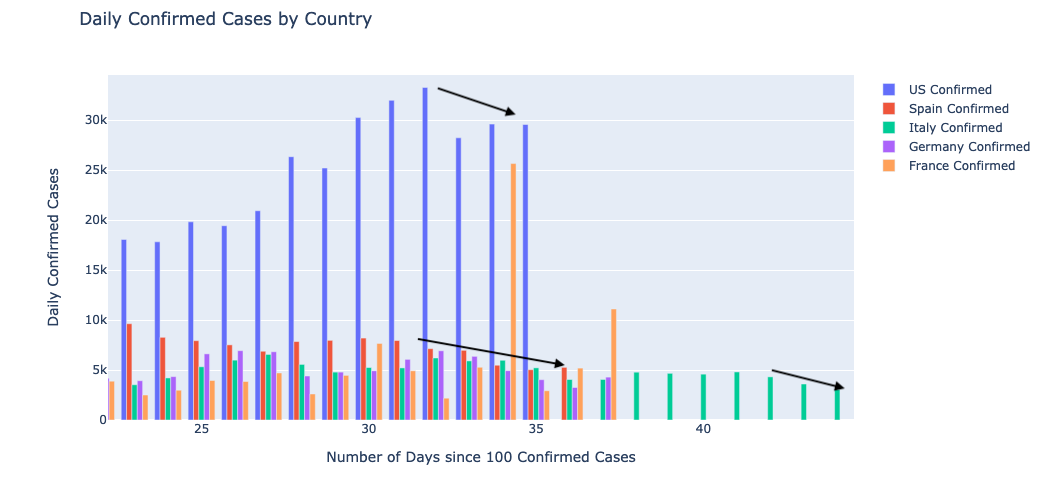 Daily Confirmed Cases by Country
US Confirmed
Spain Confirmed
Italy Confirmed
Germany Confirmed
France Confirmed
Daily Confirmed Cases
30k
25k
20k
15k
10k
5k
0
25
30
35
40
Number of Days since 100 Confirmed Cases